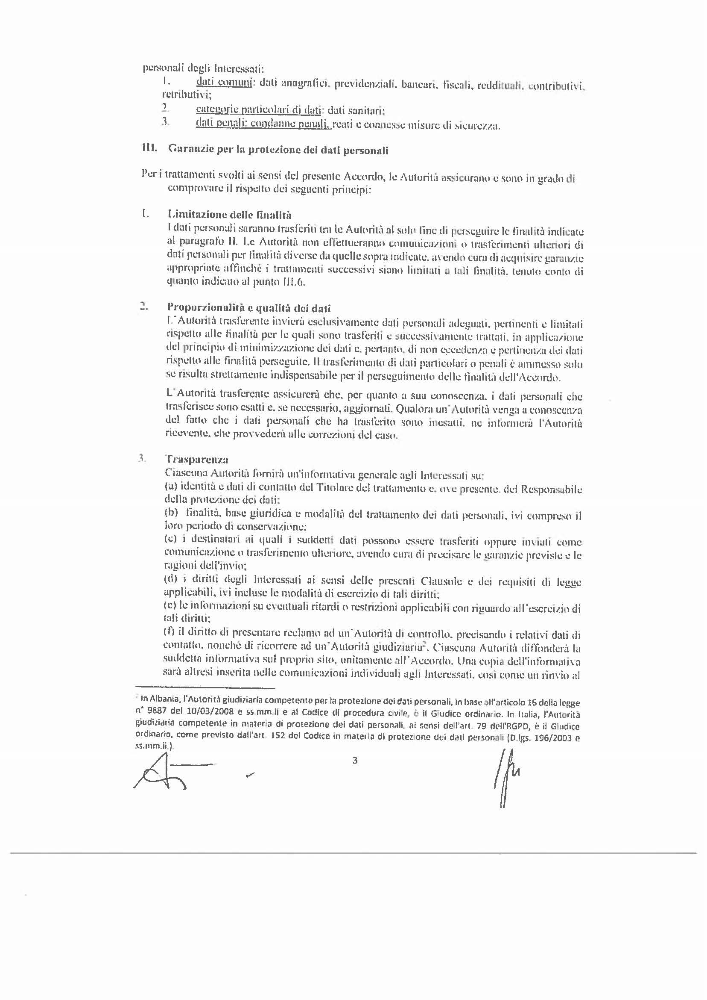 personali degli Interessati:
1. dati comuni: dati anagrafici, previdenziali, bancari, fiscali, reddituali, contributivi,
retributivi;
2. categorie particolari di dati: dati sanitari;
3. dati penali: condanne penali, reati e connesse misure di sicurezza.
III. Garanzie per la protezione dei dati personali
Per i trattamenti svolti ai sensi del presente Accordo, le Autorità assicurano e sono in grado di
comprovare il rispetto dei seguenti principi:
1. Limitazione delle finalità
I dati personali saranno trasferiti tra le Autorità al solo fine di perseguire le finalità indicate
al paragrafo II. Le Autorità non effettueranno comunicazioni o trasferimenti ulteriori di
dati personali per finalità diverse da quelle sopra indicate, avendo cura di acquisire garanzie
appropriate affinché i trattamenti successivi siano limitati a tali finalità, tenuto conto di
quanto indicato al punto III.6.
2. Proporzionalità e qualità dei dati
L'Autorità trasferente invierà esclusivamente dati personali adeguati, pertinenti e limitati
rispetto alle finalità per le quali sono trasferiti e successivamente trattati, in applicazione
del principio di minimizzazione dei dati e, pertanto, di non eccedenza e pertinenza dei dati
rispetto alle finalità perseguite. Il trasferimento di dati particolari o penali è ammesso solo
se risulta strettamente indispensabile per il perseguimento delle finalità dell'Accordo.
L'Autorità trasferente assicurerà che, per quanto a sua conoscenza, i dati personali che
trasferisce sono esatti e, se necessario, aggiornati. Qualora un'Autorità venga a conoscenza
del fatto che i dati personali che ha trasferito sono inesatti, ne informerà l'Autorità
ricevente, che provvederà alle correzioni del caso.
3. Trasparenza
Ciascuna Autorità fornirà un'informativa generale agli Interessati su:
(a) identità e dati di contatto del Titolare del trattamento e, ove presente, del Responsabile
della protezione dei dati;
(b) finalità, base giuridica e modalità del trattamento dei dati personali, ivi compreso il
loro periodo di conservazione;
(c) i destinatari ai quali i suddetti dati possono essere trasferiti oppure inviati come
comunicazione o trasferimento ulteriore, avendo cura di precisare le garanzie previste e le
ragioni dell'invio;
(d) i diritti degli Interessati ai sensi delle presenti Clausole e dei requisiti di legge
applicabili, ivi incluse le modalità di esercizio di tali diritti;
(e) le informazioni su eventuali ritardi o restrizioni applicabili con riguardo all'esercizio di
tali diritti;
(f) il diritto di presentare reclamo ad un'Autorità di controllo, precisando i relativi dati di
contatto, nonché di ricorrere ad un'Autorità giudiziaria². Ciascuna Autorità diffonderà la
suddetta informativa sul proprio sito, unitamente all'Accordo. Una copia dell'informativa
sarà altresì inserita nelle comunicazioni individuali agli Interessati, così come un rinvio al
² In Albania, l'Autorità giudiziaria competente per la protezione dei dati personali, in base all'articolo 16 della legge
n° 9887 del 10/03/2008 e ss.mm.ii e al Codice di procedura civile, è il Giudice ordinario. In Italia, l'Autorità
giudiziaria competente in materia di protezione dei dati personali, ai sensi dell'art. 79 dell'RGPD, è il Giudice
ordinario, come previsto dall'art. 152 del Codice in materia di protezione dei dati personali (D.lgs. 196/2003 e
ss.mm.ii.).
3